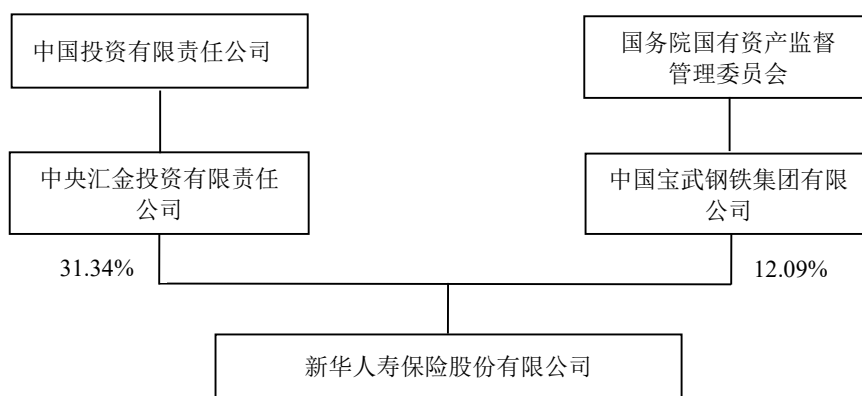 中国投资有限责任公司
国务院国有资产监督
管理委员会
中央汇金投资有限责任
公司
中国宝武钢铁集团有限
公司
31.34%
12.09%
新华人寿保险股份有限公司